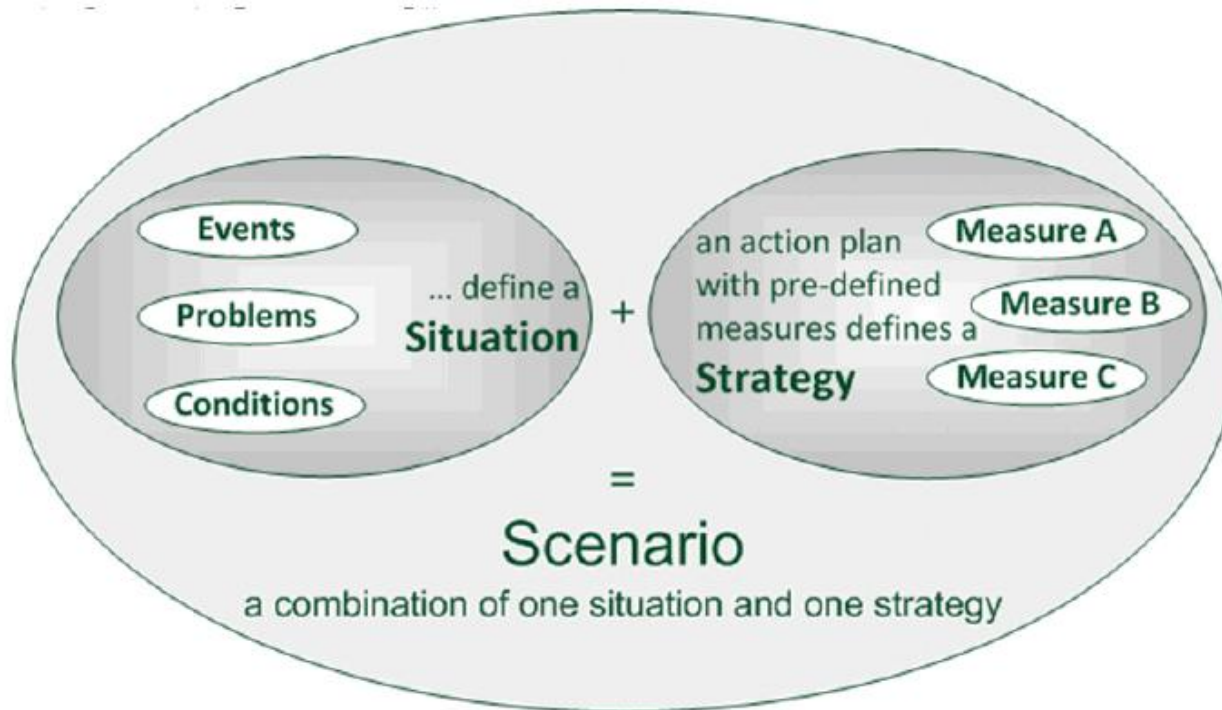 Events
Problems
Conditions
... define a
Situation
+
an action plan
with pre-defined
measures defines a
Strategy
Measure A
Measure B
Measure C
=
Scenario
a combination of one situation and one strategy